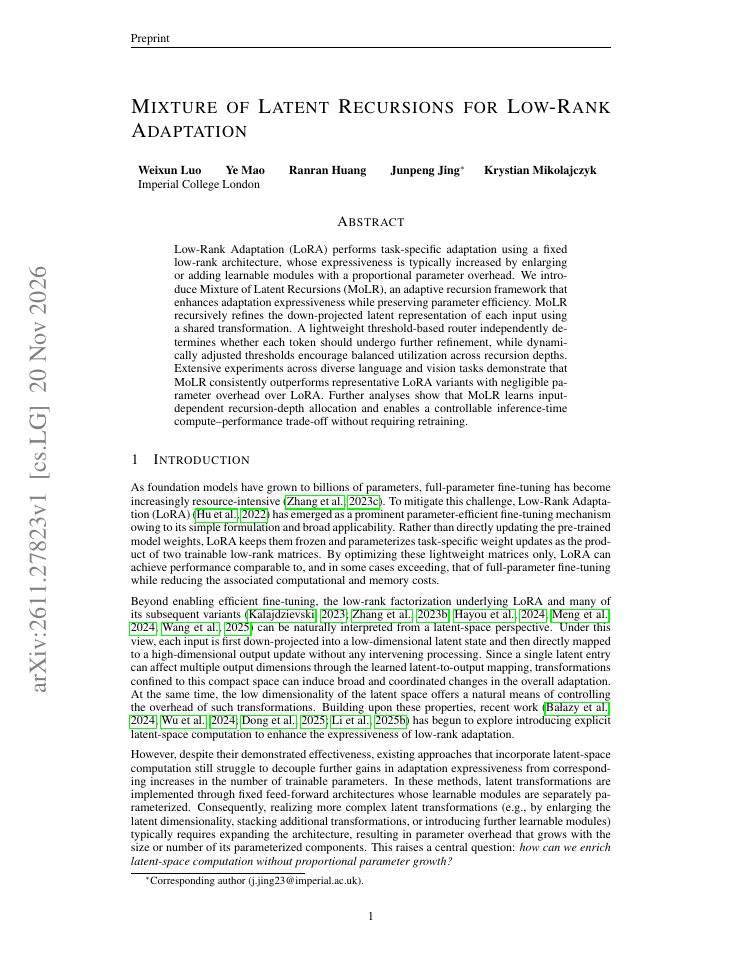 Preprint
MIXTURE OF LATENT RECURSIONS FOR LOW-RANK
ADAPTATION
Weixun Luo Ye Mao Ranran Huang Junpeng Jing* Krystian Mikolajczyk
Imperial College London
ABSTRACT
Low-Rank Adaptation (LoRA) performs task-specific adaptation using a fixed
low-rank architecture, whose expressiveness is typically increased by enlarging
or adding learnable modules with a proportional parameter overhead. We intro-
duce Mixture of Latent Recursions (MoLR), an adaptive recursion framework that
enhances adaptation expressiveness while preserving parameter efficiency. MoLR
recursively refines the down-projected latent representation of each input using
a shared transformation. A lightweight threshold-based router independently de-
termines whether each token should undergo further refinement, while dynami-
cally adjusted thresholds encourage balanced utilization across recursion depths.
Extensive experiments across diverse language and vision tasks demonstrate that
MoLR consistently outperforms representative LoRA variants with negligible pa-
rameter overhead over LoRA. Further analyses show that MoLR learns input-
dependent recursion-depth allocation and enables a controllable inference-time
compute–performance trade-off without requiring retraining.
1 INTRODUCTION
As foundation models have grown to billions of parameters, full-parameter fine-tuning has become
increasingly resource-intensive (Zhang et al., 2023c). To mitigate this challenge, Low-Rank Adapta-
tion (LoRA) (Hu et al., 2022) has emerged as a prominent parameter-efficient fine-tuning mechanism
owing to its simple formulation and broad applicability. Rather than directly updating the pre-trained
model weights, LoRA keeps them frozen and parameterizes task-specific weight updates as the prod-
uct of two trainable low-rank matrices. By optimizing these lightweight matrices only, LoRA can
achieve performance comparable to, and in some cases exceeding, that of full-parameter fine-tuning
while reducing the associated computational and memory costs.
Beyond enabling efficient fine-tuning, the low-rank factorization underlying LoRA and many of
its subsequent variants (Kalajdzievski, 2023; Zhang et al., 2023b; Hayou et al., 2024; Meng et al.,
2024; Wang et al., 2025) can be naturally interpreted from a latent-space perspective. Under this
view, each input is first down-projected into a low-dimensional latent state and then directly mapped
to a high-dimensional output update without any intervening processing. Since a single latent entry
can affect multiple output dimensions through the learned latent-to-output mapping, transformations
confined to this compact space can induce broad and coordinated changes in the overall adaptation.
At the same time, the low dimensionality of the latent space offers a natural means of controlling
the overhead of such transformations. Building upon these properties, recent work (Bałazy et al.,
2024; Wu et al., 2024; Dong et al., 2025; Li et al., 2025b) has begun to explore introducing explicit
latent-space computation to enhance the expressiveness of low-rank adaptation.
However, despite their demonstrated effectiveness, existing approaches that incorporate latent-space
computation still struggle to decouple further gains in adaptation expressiveness from correspond-
ing increases in the number of trainable parameters. In these methods, latent transformations are
implemented through fixed feed-forward architectures whose learnable modules are separately pa-
rameterized. Consequently, realizing more complex latent transformations (e.g., by enlarging the
latent dimensionality, stacking additional transformations, or introducing further learnable modules)
typically requires expanding the architecture, resulting in parameter overhead that grows with the
size or number of its parameterized components. This raises a central question: how can we enrich
latent-space computation without proportional parameter growth?
*Corresponding author (j.jing23@imperial.ac.uk).
1
arXiv:2611.27823v1 [cs.LG] 20 Nov 2026